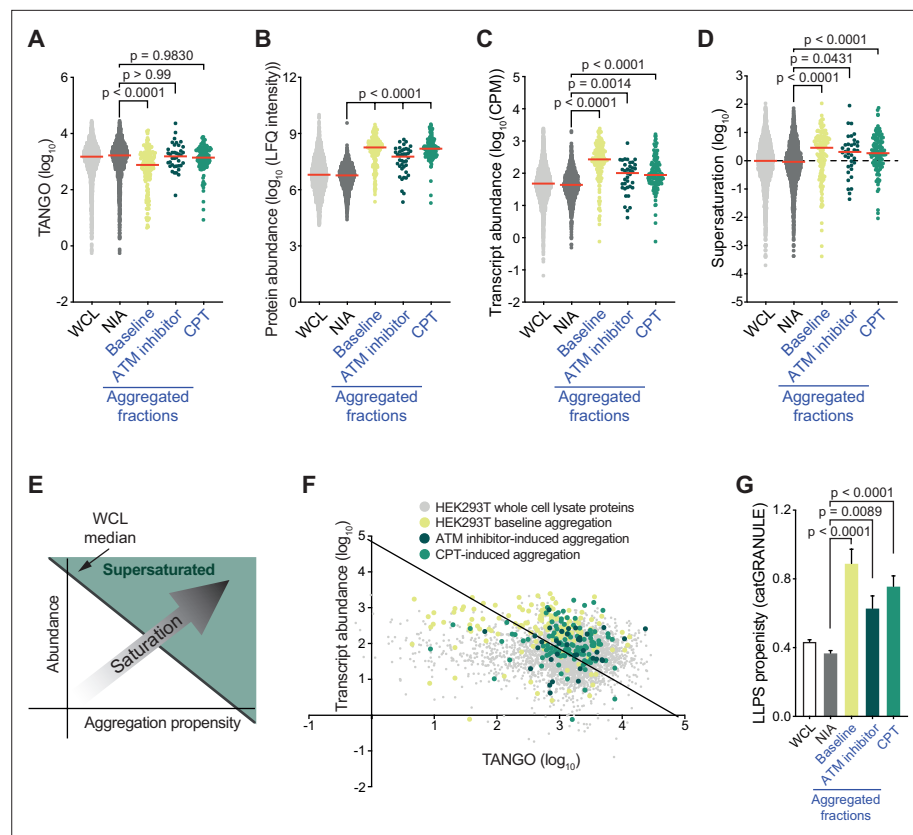 A
p = 0.9830
p > 0.99
p < 0.0001
TANGO (log10)
6
4
2
0
-2
WCL
NIA
Baseline
ATM inhibitor
CPT
Aggregated
fractions
B
p < 0.0001
Protein abundance (log10 (LFQ intensity))
12
9
6
3
0
WCL
NIA
Baseline
ATM inhibitor
CPT
Aggregated
fractions
C
p < 0.0001
p = 0.0014
p < 0.0001
Transcript abundance (log10(CPM))
5
4
3
2
1
0
-1
-2
WCL
NIA
Baseline
ATM inhibitor
CPT
Aggregated
fractions
D
p < 0.0001
p = 0.0431
p < 0.0001
Supersaturation (log10)
3
2
1
0
-1
-2
-3
-4
-5
WCL
NIA
Baseline
ATM inhibitor
CPT
Aggregated
fractions
E
WCL
median
Supersaturated
Saturation
Abundance
Aggregation propensity
F
HEK293T whole cell lysate proteins
HEK293T baseline aggregation
ATM inhibitor-induced aggregation
CPT-induced aggregation
Transcript abundance (log10)
5
4
3
2
1
-1
-2
-1 0 1 2 3 4 5
TANGO (log10)
G
p < 0.0001
p = 0.0089
p < 0.0001
LLPS propenisty (catGRANULE)
1.2
0.8
0.4
0.0
WCL
NIA
Baseline
ATM inhibitor
CPT
Aggregated
fractions